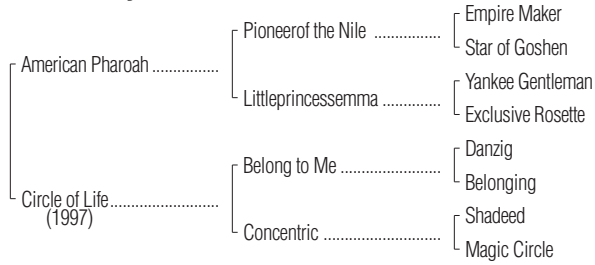 Empire Maker
Pioneerof the Nile ................
Star of Goshen
American Pharoah ................
Yankee Gentleman
Littleprincessemma ..............
Exclusive Rosette
Danzig
Belong to Me ........................
Belonging
Circle of Life..........................
(1997)
Shadeed
Concentric ............................
Magic Circle